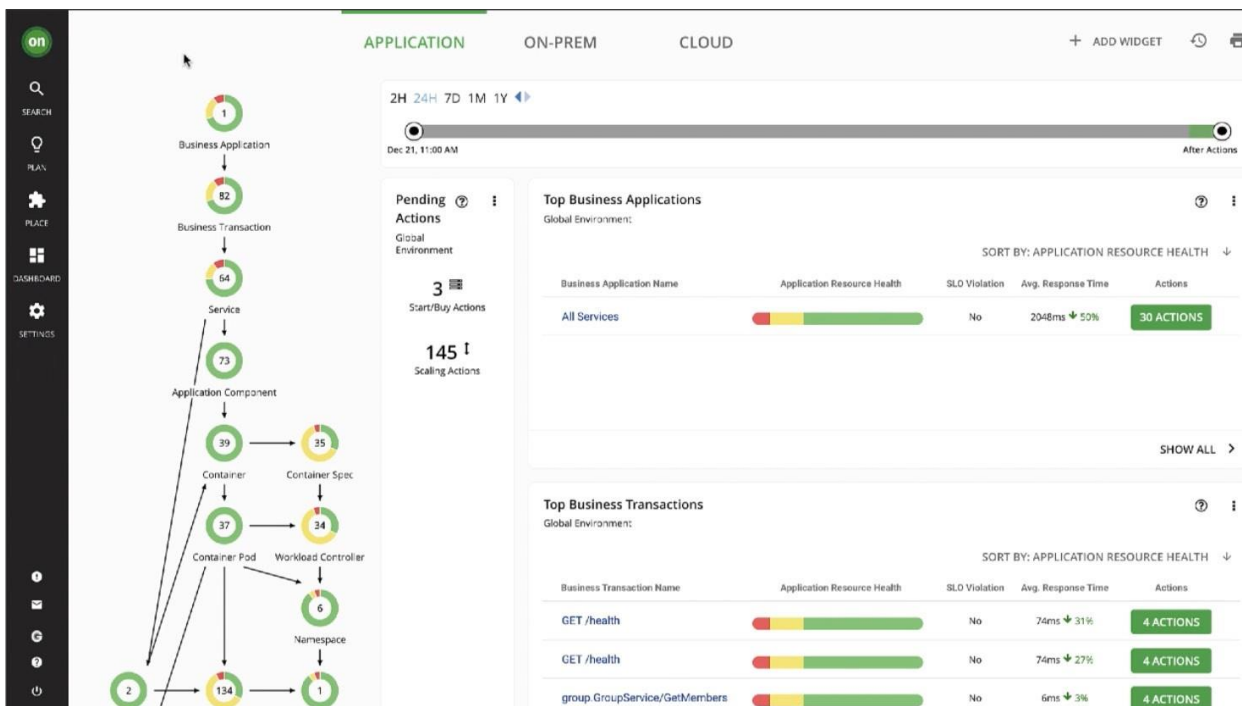 on
SEARCH
PLAN
PLACE
DASHBOARD
SETTINGS
APPLICATION
ON-PREM
CLOUD
+ ADD WIDGET
1
Business Application
82
Business Transaction
64
Service
73
Application Component
39
35
Container
Container Spec
37
34
Container Pod
Workload Controller
6
Namespace
2
134
1
2H 24H 7D 1M 1Y
Dec 21, 11:00 AM
After Actions
Pending
Actions
Global
Environment
3
Start/Buy Actions
145
Scaling Actions
Top Business Applications
Global Environment
SORT BY: APPLICATION RESOURCE HEALTH
Business Application Name Application Resource Health SLO Violation Avg. Response Time Actions
All Services No 2048ms 50% 30 ACTIONS
SHOW ALL
Top Business Transactions
Global Environment
SORT BY: APPLICATION RESOURCE HEALTH
Business Transaction Name Application Resource Health SLO Violation Avg. Response Time Actions
GET /health No 74ms 31% 4 ACTIONS
GET /health No 74ms 27% 4 ACTIONS
group.GroupService/GetMembers No 6ms 3% 4 ACTIONS